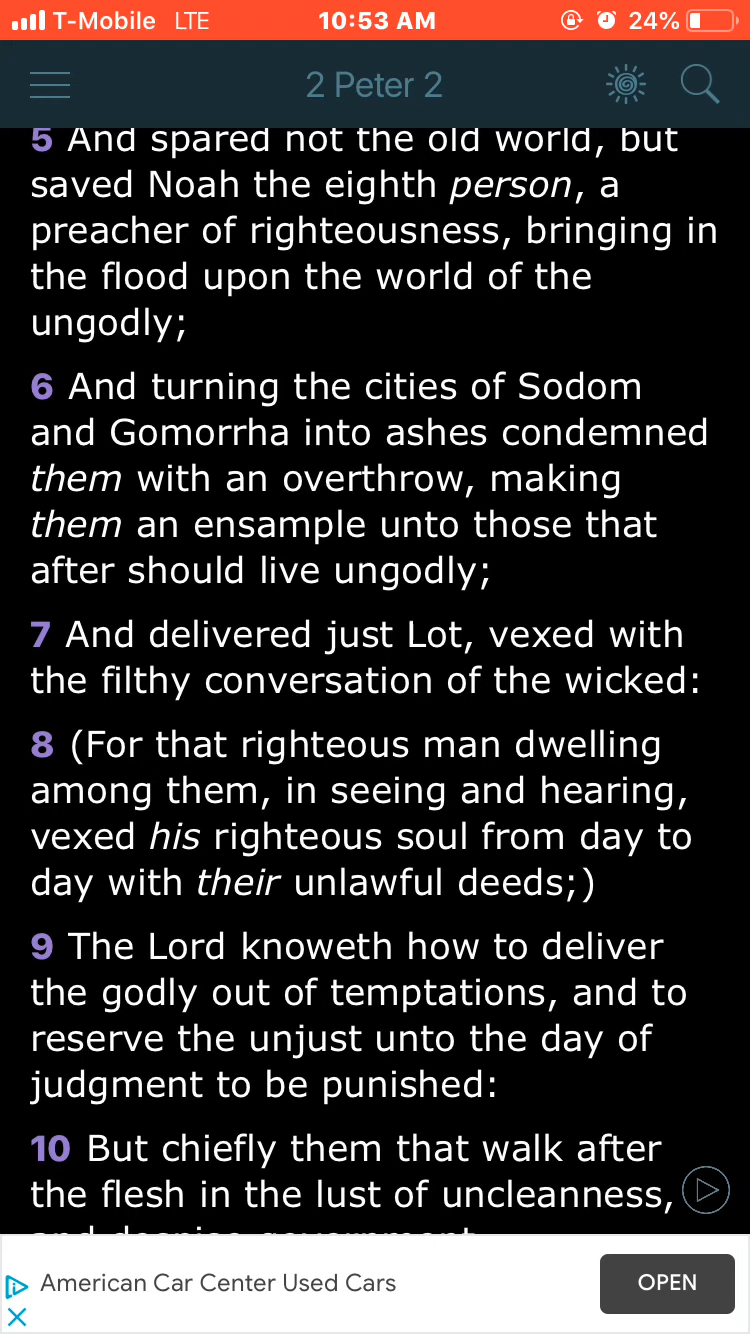 T-Mobile LTE 10:53 AM 24%
2 Peter 2
5 And spared not the old world, but
saved Noah the eighth person, a
preacher of righteousness, bringing in
the flood upon the world of the
ungodly;
6 And turning the cities of Sodom
and Gomorrha into ashes condemned
them with an overthrow, making
them an ensample unto those that
after should live ungodly;
7 And delivered just Lot, vexed with
the filthy conversation of the wicked:
8 (For that righteous man dwelling
among them, in seeing and hearing,
vexed his righteous soul from day to
day with their unlawful deeds;)
9 The Lord knoweth how to deliver
the godly out of temptations, and to
reserve the unjust unto the day of
judgment to be punished:
10 But chiefly them that walk after
the flesh in the lust of uncleanness,
and despise government
American Car Center Used Cars
OPEN